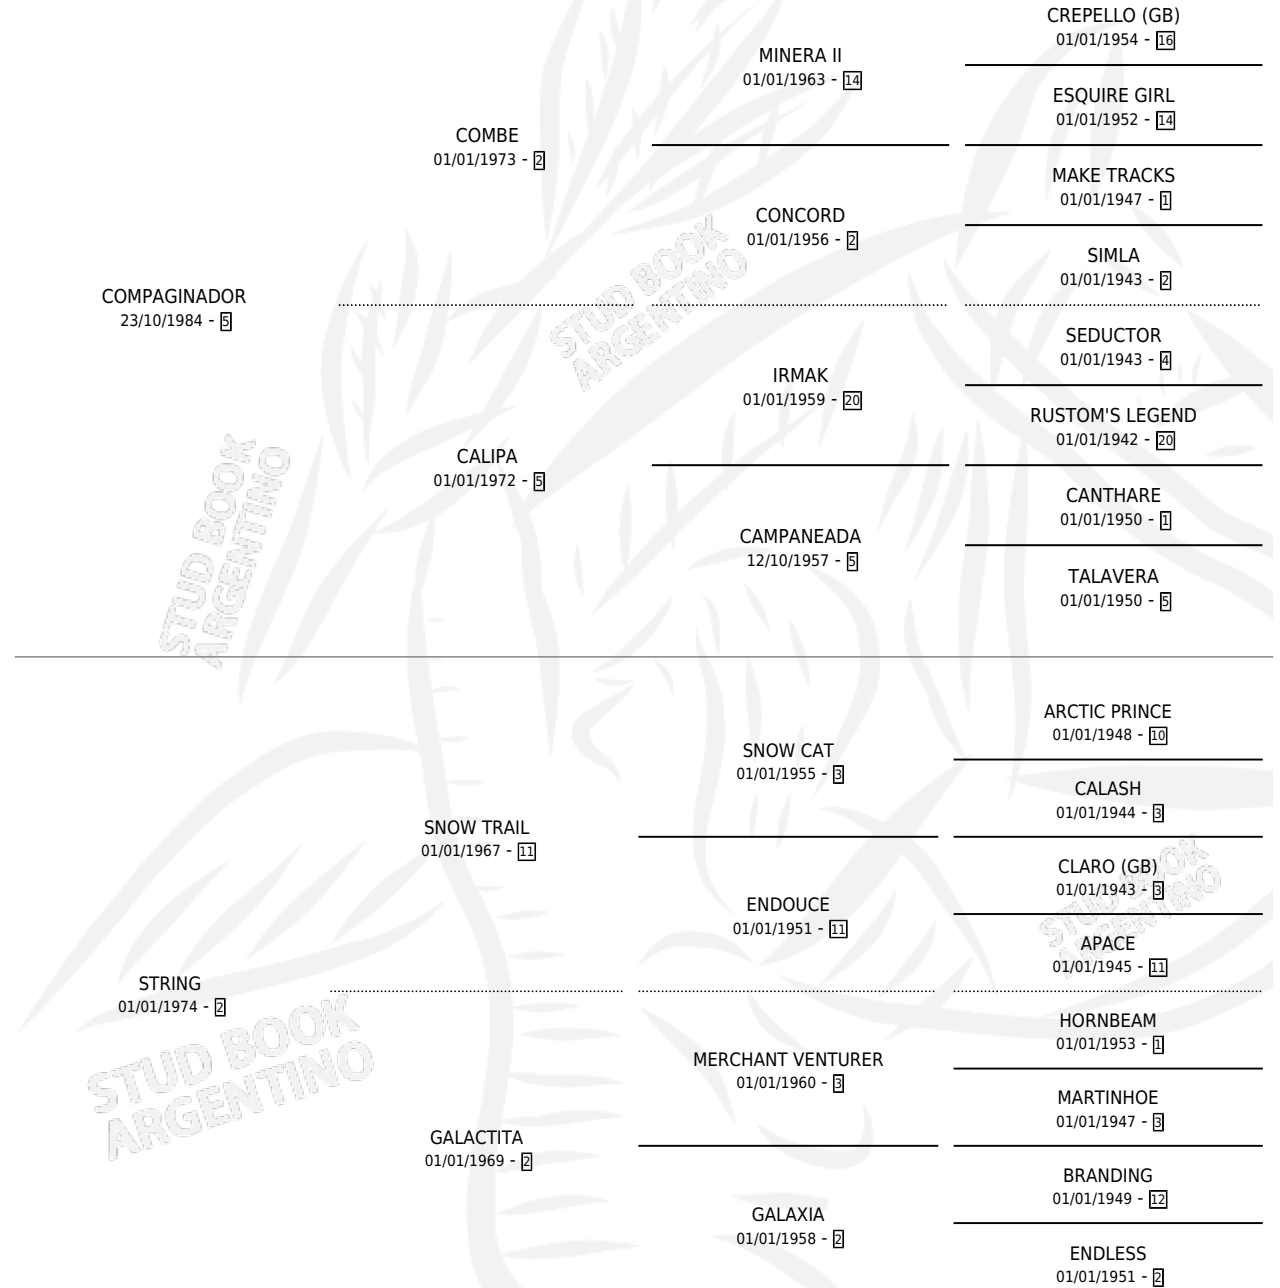 CREPELLO (GB)
01/01/1954 - 16
MINERA II
01/01/1963 - 14
ESQUIRE GIRL
01/01/1952 - 14
COMBE
01/01/1973 - 2
MAKE TRACKS
01/01/1947 - 1
CONCORD
01/01/1956 - 2
SIMLA
01/01/1943 - 2
COMPAGINADOR
23/10/1984 - 5
SEDUCTOR
01/01/1943 - 4
IRMAK
01/01/1959 - 20
RUSTOM'S LEGEND
01/01/1942 - 20
CALIPA
01/01/1972 - 5
CANTHARE
01/01/1950 - 1
CAMPANEADA
12/10/1957 - 5
TALAVERA
01/01/1950 - 5
ARCTIC PRINCE
01/01/1948 - 10
SNOW CAT
01/01/1955 - 3
CALASH
01/01/1944 - 3
SNOW TRAIL
01/01/1967 - 11
CLARO (GB)
01/01/1943 - 3
ENDOUCE
01/01/1951 - 11
APACE
01/01/1945 - 11
STRING
01/01/1974 - 2
HORNBEAM
01/01/1953 - 1
MERCHANT VENTURER
01/01/1960 - 3
MARTINHOE
01/01/1947 - 3
GALACTITA
01/01/1969 - 2
BRANDING
01/01/1949 - 12
GALAXIA
01/01/1958 - 2
ENDLESS
01/01/1951 - 2
STUD BOOK
ARGENTINO
STUD BOOK
ARGENTINO
STUD BOOK
ARGENTINO
STUD BOOK
ARGENTINO